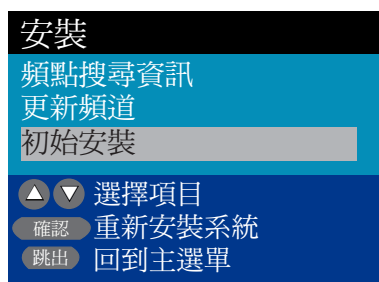 安裝
頻點搜尋資訊
更新頻道
初始安裝
選擇項目
確認 重新安裝系統
跳出 回到主選單